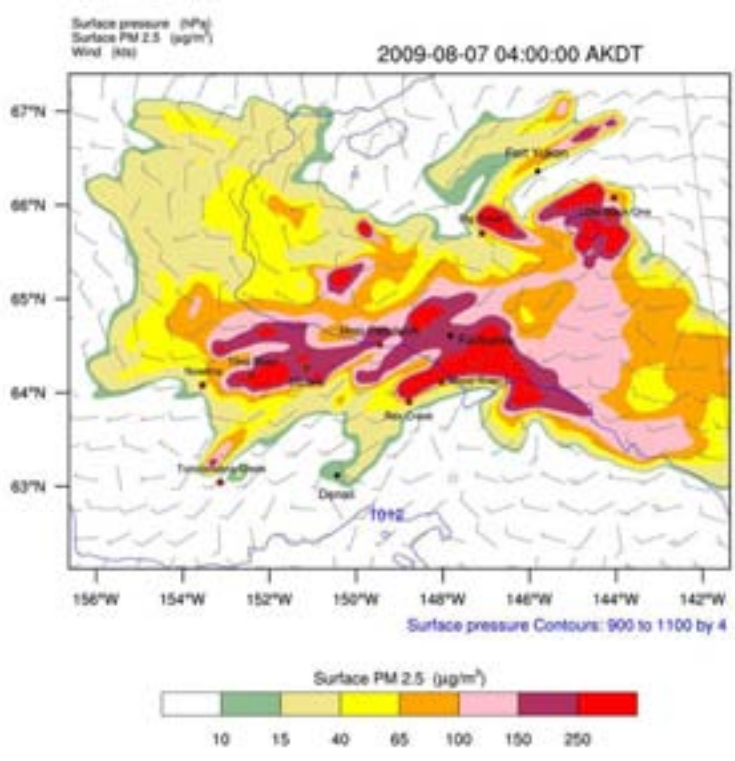 Surface pressure (hPa)
Surface PM 2.5 (µg/m³)
Wind (kts)
2009-08-07 04:00:00 AKDT
67°N
66°N
65°N
64°N
63°N
Fort Yukon
Fairbanks
Rex Creek
Denali
1012
156°W 154°W 152°W 150°W 148°W 146°W 144°W 142°W
Surface pressure Contours: 900 to 1100 by 4
Surface PM 2.5 (µg/m³)
10 15 40 65 100 150 250